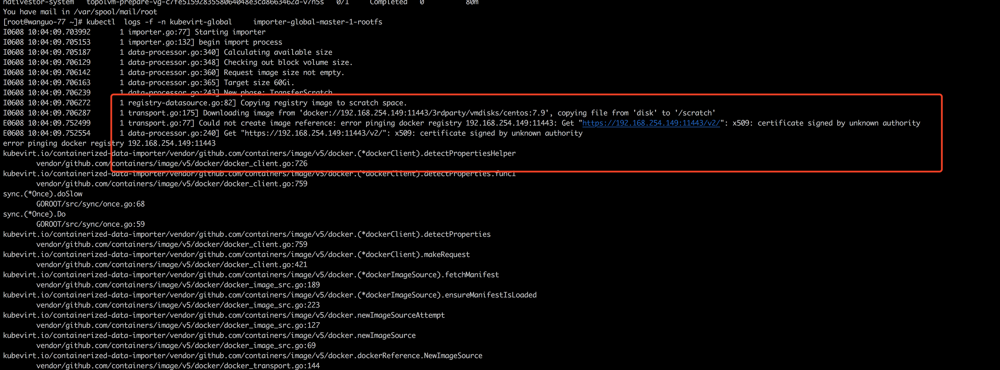 nativestor-system   topolvm-prepare-vg-c7fe5159283558064048e3cd8663462d-v7n5s   0/1     Completed   0          80m
You have mail in /var/spool/mail/root
[root@wanguo-77 ~]# kubectl  logs -f -n kubevirt-global     importer-global-master-1-rootfs
I0608 10:04:09.703992       1 importer.go:77] Starting importer
I0608 10:04:09.705153       1 importer.go:132] begin import process
I0608 10:04:09.705187       1 data-processor.go:340] Calculating available size
I0608 10:04:09.706129       1 data-processor.go:348] Checking out block volume size.
I0608 10:04:09.706142       1 data-processor.go:360] Request image size not empty.
I0608 10:04:09.706163       1 data-processor.go:365] Target size 60Gi.
I0608 10:04:09.706239       1 data-processor.go:243] New phase: TransferScratch
I0608 10:04:09.706272       1 registry-datasource.go:82] Copying registry image to scratch space.
I0608 10:04:09.706287       1 transport.go:175] Downloading image from 'docker://192.168.254.149:11443/3rdparty/vmdisks/centos:7.9', copying file from 'disk' to '/scratch'
E0608 10:04:09.752499       1 transport.go:77] Could not create image reference: error pinging docker registry 192.168.254.149:11443: Get "https://192.168.254.149:11443/v2/": x509: certificate signed by unknown authority
E0608 10:04:09.752554       1 data-processor.go:240] Get "https://192.168.254.149:11443/v2/": x509: certificate signed by unknown authority
error pinging docker registry 192.168.254.149:11443
kubevirt.io/containerized-data-importer/vendor/github.com/containers/image/v5/docker.(*dockerClient).detectPropertiesHelper
        vendor/github.com/containers/image/v5/docker/docker_client.go:726
kubevirt.io/containerized-data-importer/vendor/github.com/containers/image/v5/docker.(*dockerClient).detectProperties.func1
        vendor/github.com/containers/image/v5/docker/docker_client.go:759
sync.(*Once).doSlow
        GOROOT/src/sync/once.go:68
sync.(*Once).Do
        GOROOT/src/sync/once.go:59
kubevirt.io/containerized-data-importer/vendor/github.com/containers/image/v5/docker.(*dockerClient).detectProperties
        vendor/github.com/containers/image/v5/docker/docker_client.go:759
kubevirt.io/containerized-data-importer/vendor/github.com/containers/image/v5/docker.(*dockerClient).makeRequest
        vendor/github.com/containers/image/v5/docker/docker_client.go:421
kubevirt.io/containerized-data-importer/vendor/github.com/containers/image/v5/docker.(*dockerImageSource).fetchManifest
        vendor/github.com/containers/image/v5/docker/docker_image_src.go:189
kubevirt.io/containerized-data-importer/vendor/github.com/containers/image/v5/docker.(*dockerImageSource).ensureManifestIsLoaded
        vendor/github.com/containers/image/v5/docker/docker_image_src.go:223
kubevirt.io/containerized-data-importer/vendor/github.com/containers/image/v5/docker.newImageSourceAttempt
        vendor/github.com/containers/image/v5/docker/docker_image_src.go:127
kubevirt.io/containerized-data-importer/vendor/github.com/containers/image/v5/docker.newImageSource
        vendor/github.com/containers/image/v5/docker/docker_image_src.go:69
kubevirt.io/containerized-data-importer/vendor/github.com/containers/image/v5/docker.dockerReference.NewImageSource
        vendor/github.com/containers/image/v5/docker/docker_transport.go:144